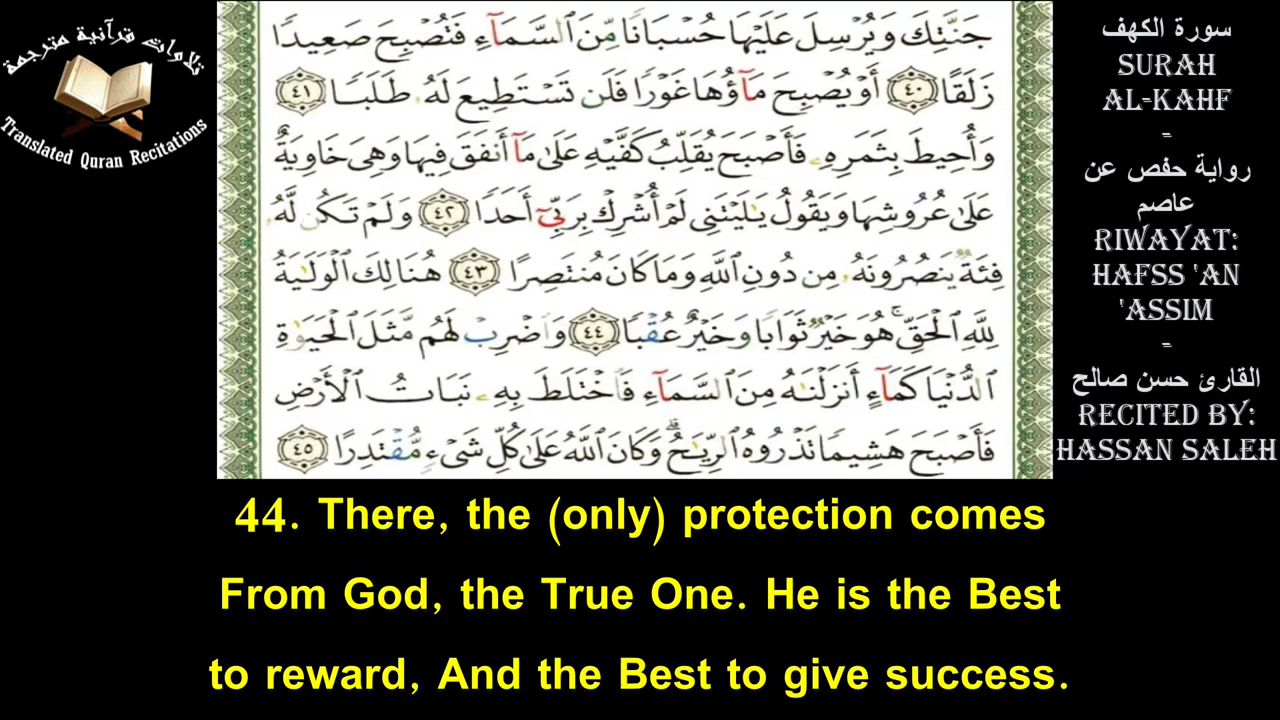 تلاوات قرآنية مترجمة
Translated Quran Recitations
جَنَّتِكَ وَيُرْسِلَ عَلَيْهَا حُسْبَانًا مِّنَ ٱلسَّمَآءِ فَتُصْبِحَ صَعِيدًا
زَلَقًا ٤٠ أَوْ يُصْبِحَ مَآؤُهَا غَوْرًا فَلَن تَسْتَطِيعَ لَهُۥ طَلَبًا ٤١
وَأُحِيطَ بِثَمَرِهِۦ فَأَصْبَحَ يُقَلِّبُ كَفَّيْهِ عَلَىٰ مَآ أَنفَقَ فِيهَا وَهِىَ خَاوِيَةٌ
عَلَىٰ عُرُوشِهَا وَيَقُولُ يَٰلَيْتَنِى لَمْ أُشْرِكْ بِرَبِّىٓ أَحَدًا ٤٢ وَلَمْ تَكُن لَّهُۥ
فِئَةٌ يَنصُرُونَهُۥ مِن دُونِ ٱللَّهِ وَمَا كَانَ مُنتَصِرًا ٤٣ هُنَالِكَ ٱلْوَلَٰيَةُ
لِلَّهِ ٱلْحَقِّ ۚ هُوَ خَيْرٌ ثَوَابًا وَخَيْرٌ عُقْبًا ٤٤ وَٱضْرِبْ لَهُم مَّثَلَ ٱلْحَيَوٰةِ
ٱلدُّنْيَا كَمَآءٍ أَنزَلْنَٰهُ مِنَ ٱلسَّمَآءِ فَٱخْتَلَطَ بِهِۦ نَبَاتُ ٱلْأَرْضِ
فَأَصْبَحَ هَشِيمًا تَذْرُوهُ ٱلرِّيَٰحُ ۗ وَكَانَ ٱللَّهُ عَلَىٰ كُلِّ شَىْءٍ مُّقْتَدِرًا ٤٥
سورة الكهف
SURAH
AL-KAHF
-
رواية حفص عن
عاصم
RIWAYAT:
HAFSS 'AN
'ASSIM
-
القارئ حسن صالح
RECITED BY:
HASSAN SALEH
44. There, the (only) protection comes
From God, the True One. He is the Best
to reward, And the Best to give success.